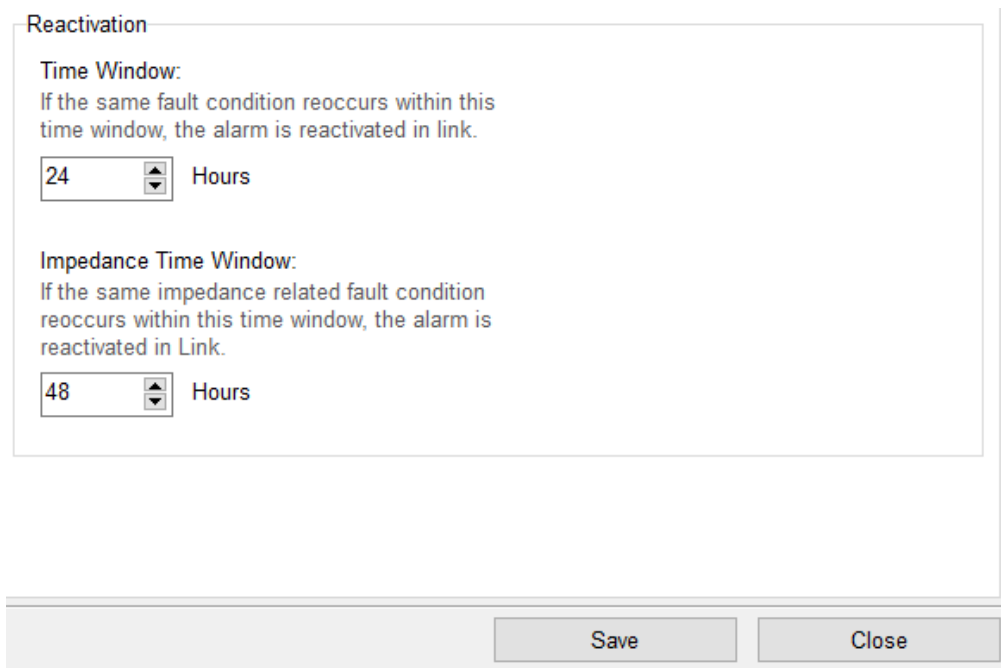 Reactivation
Time Window:
If the same fault condition reoccurs within this
time window, the alarm is reactivated in link.
24 Hours
Impedance Time Window:
If the same impedance related fault condition
reoccurs within this time window, the alarm is
reactivated in Link.
48 Hours
Save Close